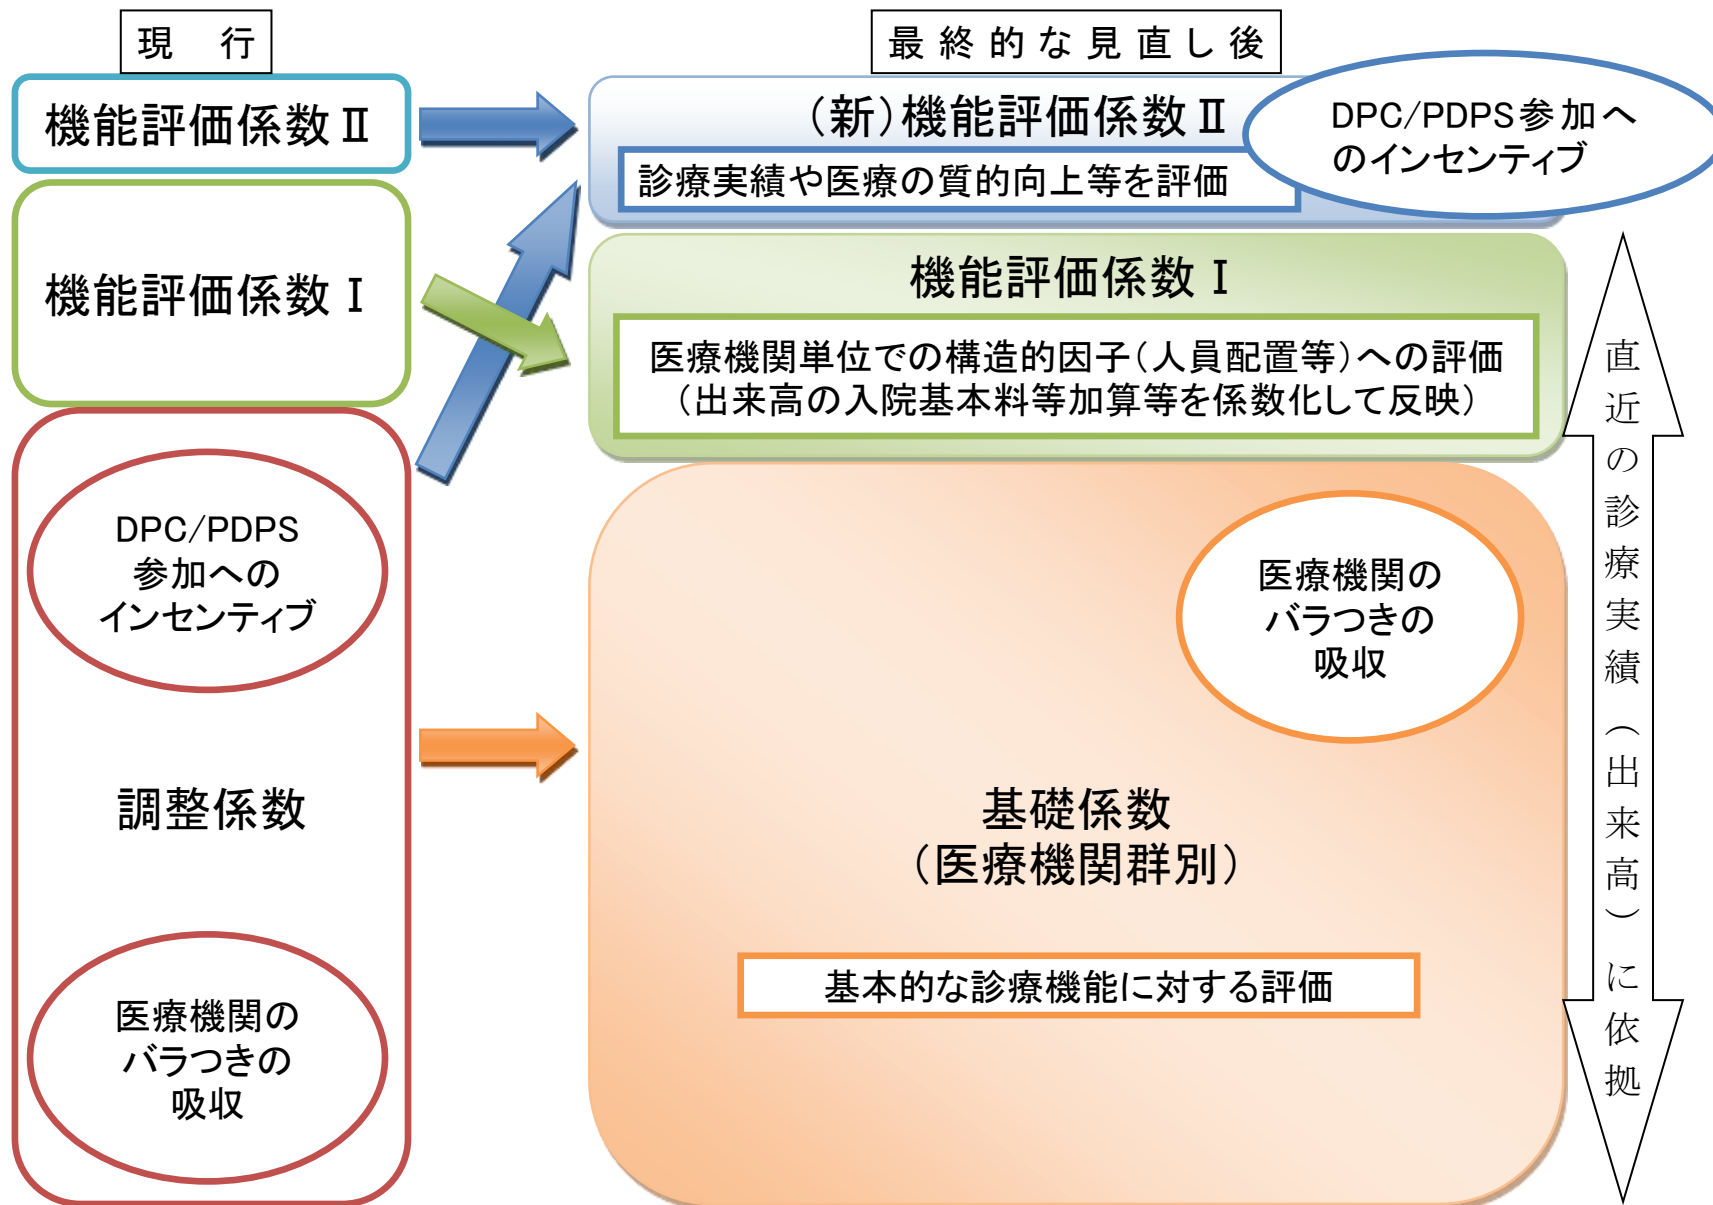 現 行
機能評価係数Ⅱ
機能評価係数Ⅰ
DPC/PDPS
参加への
インセンティブ
調整係数
医療機関の
バラつきの
吸収
最終的な見直し後
（新）機能評価係数Ⅱ
診療実績や医療の質的向上等を評価
DPC/PDPS参加へ
のインセンティブ
機能評価係数Ⅰ
医療機関単位での構造的因子（人員配置等）への評価
（出来高の入院基本料等加算等を係数化して反映）
医療機関の
バラつきの
吸収
基礎係数
（医療機関群別）
基本的な診療機能に対する評価
直近の診療実績（出来高）に依拠